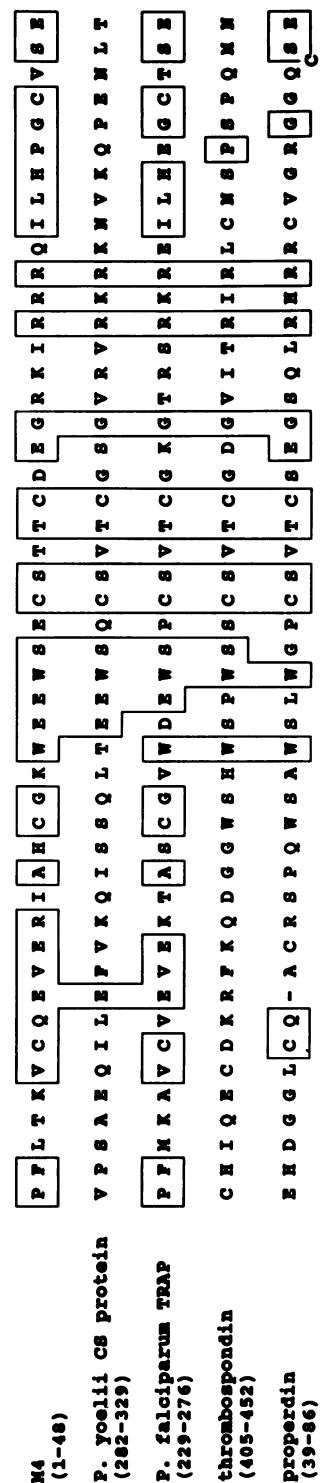 M4 P F L T K V C Q E V E R I A H C G K W E E W S E C S T T C D E G R K I R R R Q I L H P G C V S E
(1-48)
P. yoelii CS protein V P S A E Q I L E F V K Q I S S Q L T E E W S Q C S V T C G S G V R V R K R K N V K Q P E N L T
(282-329)
P. falciparum TRAP P F M K A V C V E V E K T A S C G V W D E W S P C S V T C G K G T R S R K R E I L H E G C T S E
(229-276)
thrombospondin C H I Q E C D K R F K Q D G G W S H W S P W S S C S V T C G D G V I T R I R L C N S P S P Q M N
(405-452)
properdin E H D G G L C Q - A C R S P Q W S A W S L W G P C S V T C S E G S Q L R H R R C V G R G G Q S E
(39-86) C